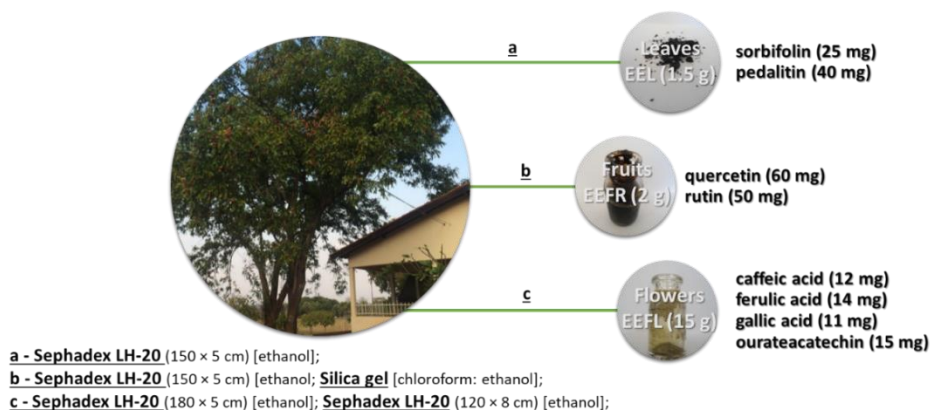 a
Leaves
EEL (1.5 g)
sorbifolin (25 mg)
pedalitin (40 mg)
b
Fruits
EEFR (2 g)
quercetin (60 mg)
rutin (50 mg)
c
Flowers
EEFL (15 g)
caffeic acid (12 mg)
ferulic acid (14 mg)
gallic acid (11 mg)
ourateacatechin (15 mg)
a - Sephadex LH-20 (150 × 5 cm) [ethanol];
b - Sephadex LH-20 (150 × 5 cm) [ethanol; Silica gel [chloroform: ethanol];
c - Sephadex LH-20 (180 × 5 cm) [ethanol]; Sephadex LH-20 (120 × 8 cm) [ethanol];